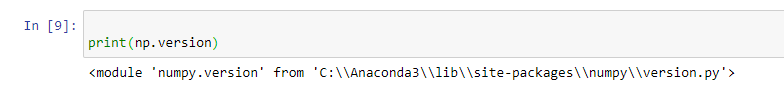 In [9]:
print(np.version)
<module 'numpy.version' from 'C:\\Anaconda3\\lib\\site-packages\\numpy\\version.py'>